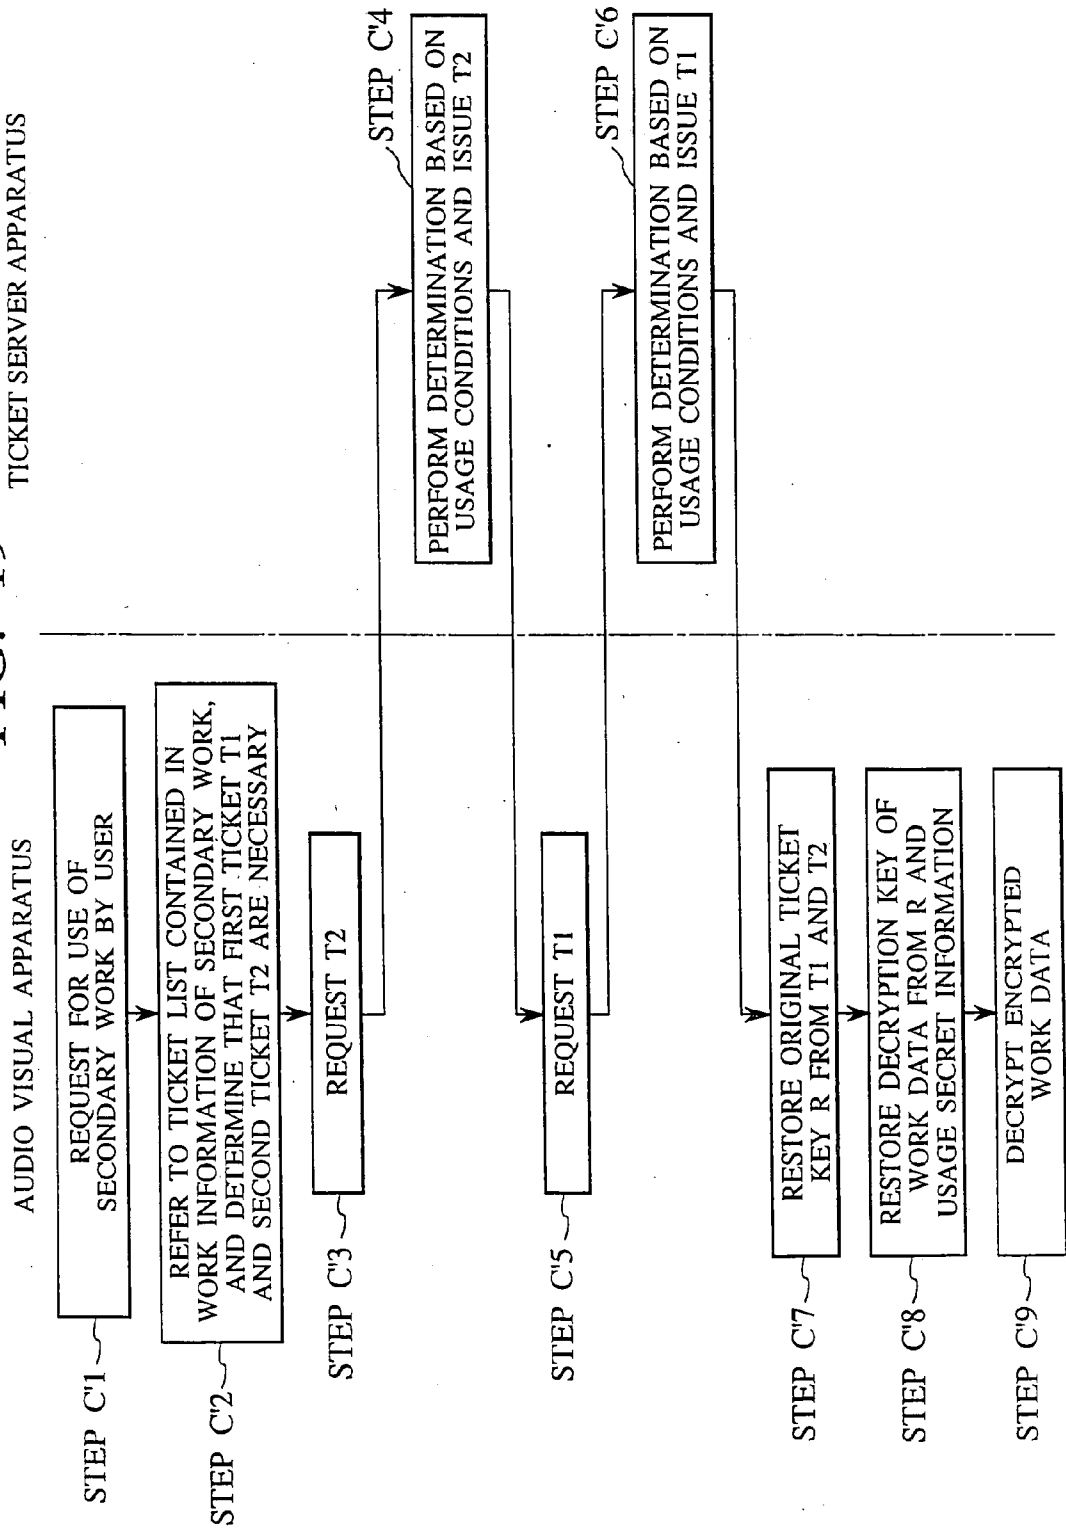 AUDIO VISUAL APPARATUS
TICKET SERVER APPARATUS
STEP C'1
REQUEST FOR USE OF
SECONDARY WORK BY USER
STEP C'2
REFER TO TICKET LIST CONTAINED IN
WORK INFORMATION OF SECONDARY WORK,
AND DETERMINE THAT FIRST TICKET T1
AND SECOND TICKET T2 ARE NECESSARY
STEP C'3
REQUEST T2
STEP C'4
PERFORM DETERMINATION BASED ON
USAGE CONDITIONS AND ISSUE T2
STEP C'5
REQUEST T1
STEP C'6
PERFORM DETERMINATION BASED ON
USAGE CONDITIONS AND ISSUE T1
STEP C'7
RESTORE ORIGINAL TICKET
KEY R FROM T1 AND T2
STEP C'8
RESTORE DECRYPTION KEY OF
WORK DATA FROM R AND
USAGE SECRET INFORMATION
STEP C'9
DECRYPT ENCRYPTED
WORK DATA